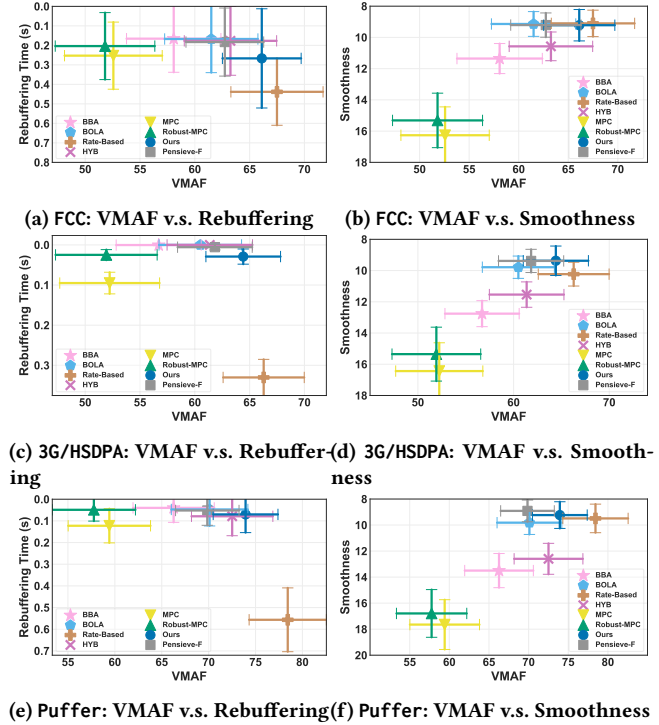 0.0
0.1
0.2
0.3
0.4
0.5
0.6
0.7
0.8
Rebuffering Time (s)
50 55 60 65 70
VMAF
BBA
BOLA
Rate-Based
HYB
MPC
Robust-MPC
Ours
Pensieve-F
8
10
12
14
16
18
Smoothness
50 55 60 65 70
VMAF
BBA
BOLA
Rate-Based
HYB
MPC
Robust-MPC
Ours
Pensieve-F
(a) FCC: VMAF v.s. Rebuffering
(b) FCC: VMAF v.s. Smoothness
0.0
0.1
0.2
0.3
Rebuffering Time (s)
50 55 60 65 70
VMAF
BBA
BOLA
Rate-Based
HYB
MPC
Robust-MPC
Ours
Pensieve-F
8
10
12
14
16
18
Smoothness
50 60 70
VMAF
BBA
BOLA
Rate-Based
HYB
MPC
Robust-MPC
Ours
Pensieve-F
(c) 3G/HSDPA: VMAF v.s. Rebuffer-
ing
(d) 3G/HSDPA: VMAF v.s. Smooth-
ness
0.0
0.1
0.2
0.3
0.4
0.5
0.6
0.7
Rebuffering Time (s)
55 60 65 70 75 80
VMAF
BBA
BOLA
Rate-Based
HYB
MPC
Robust-MPC
Ours
Pensieve-F
8
10
12
14
16
18
20
Smoothness
50 55 60 65 70 75 80
VMAF
BBA
BOLA
Rate-Based
HYB
MPC
Robust-MPC
Ours
Pensieve-F
(e) Puffer: VMAF v.s. Rebuffering
(f) Puffer: VMAF v.s. Smoothness